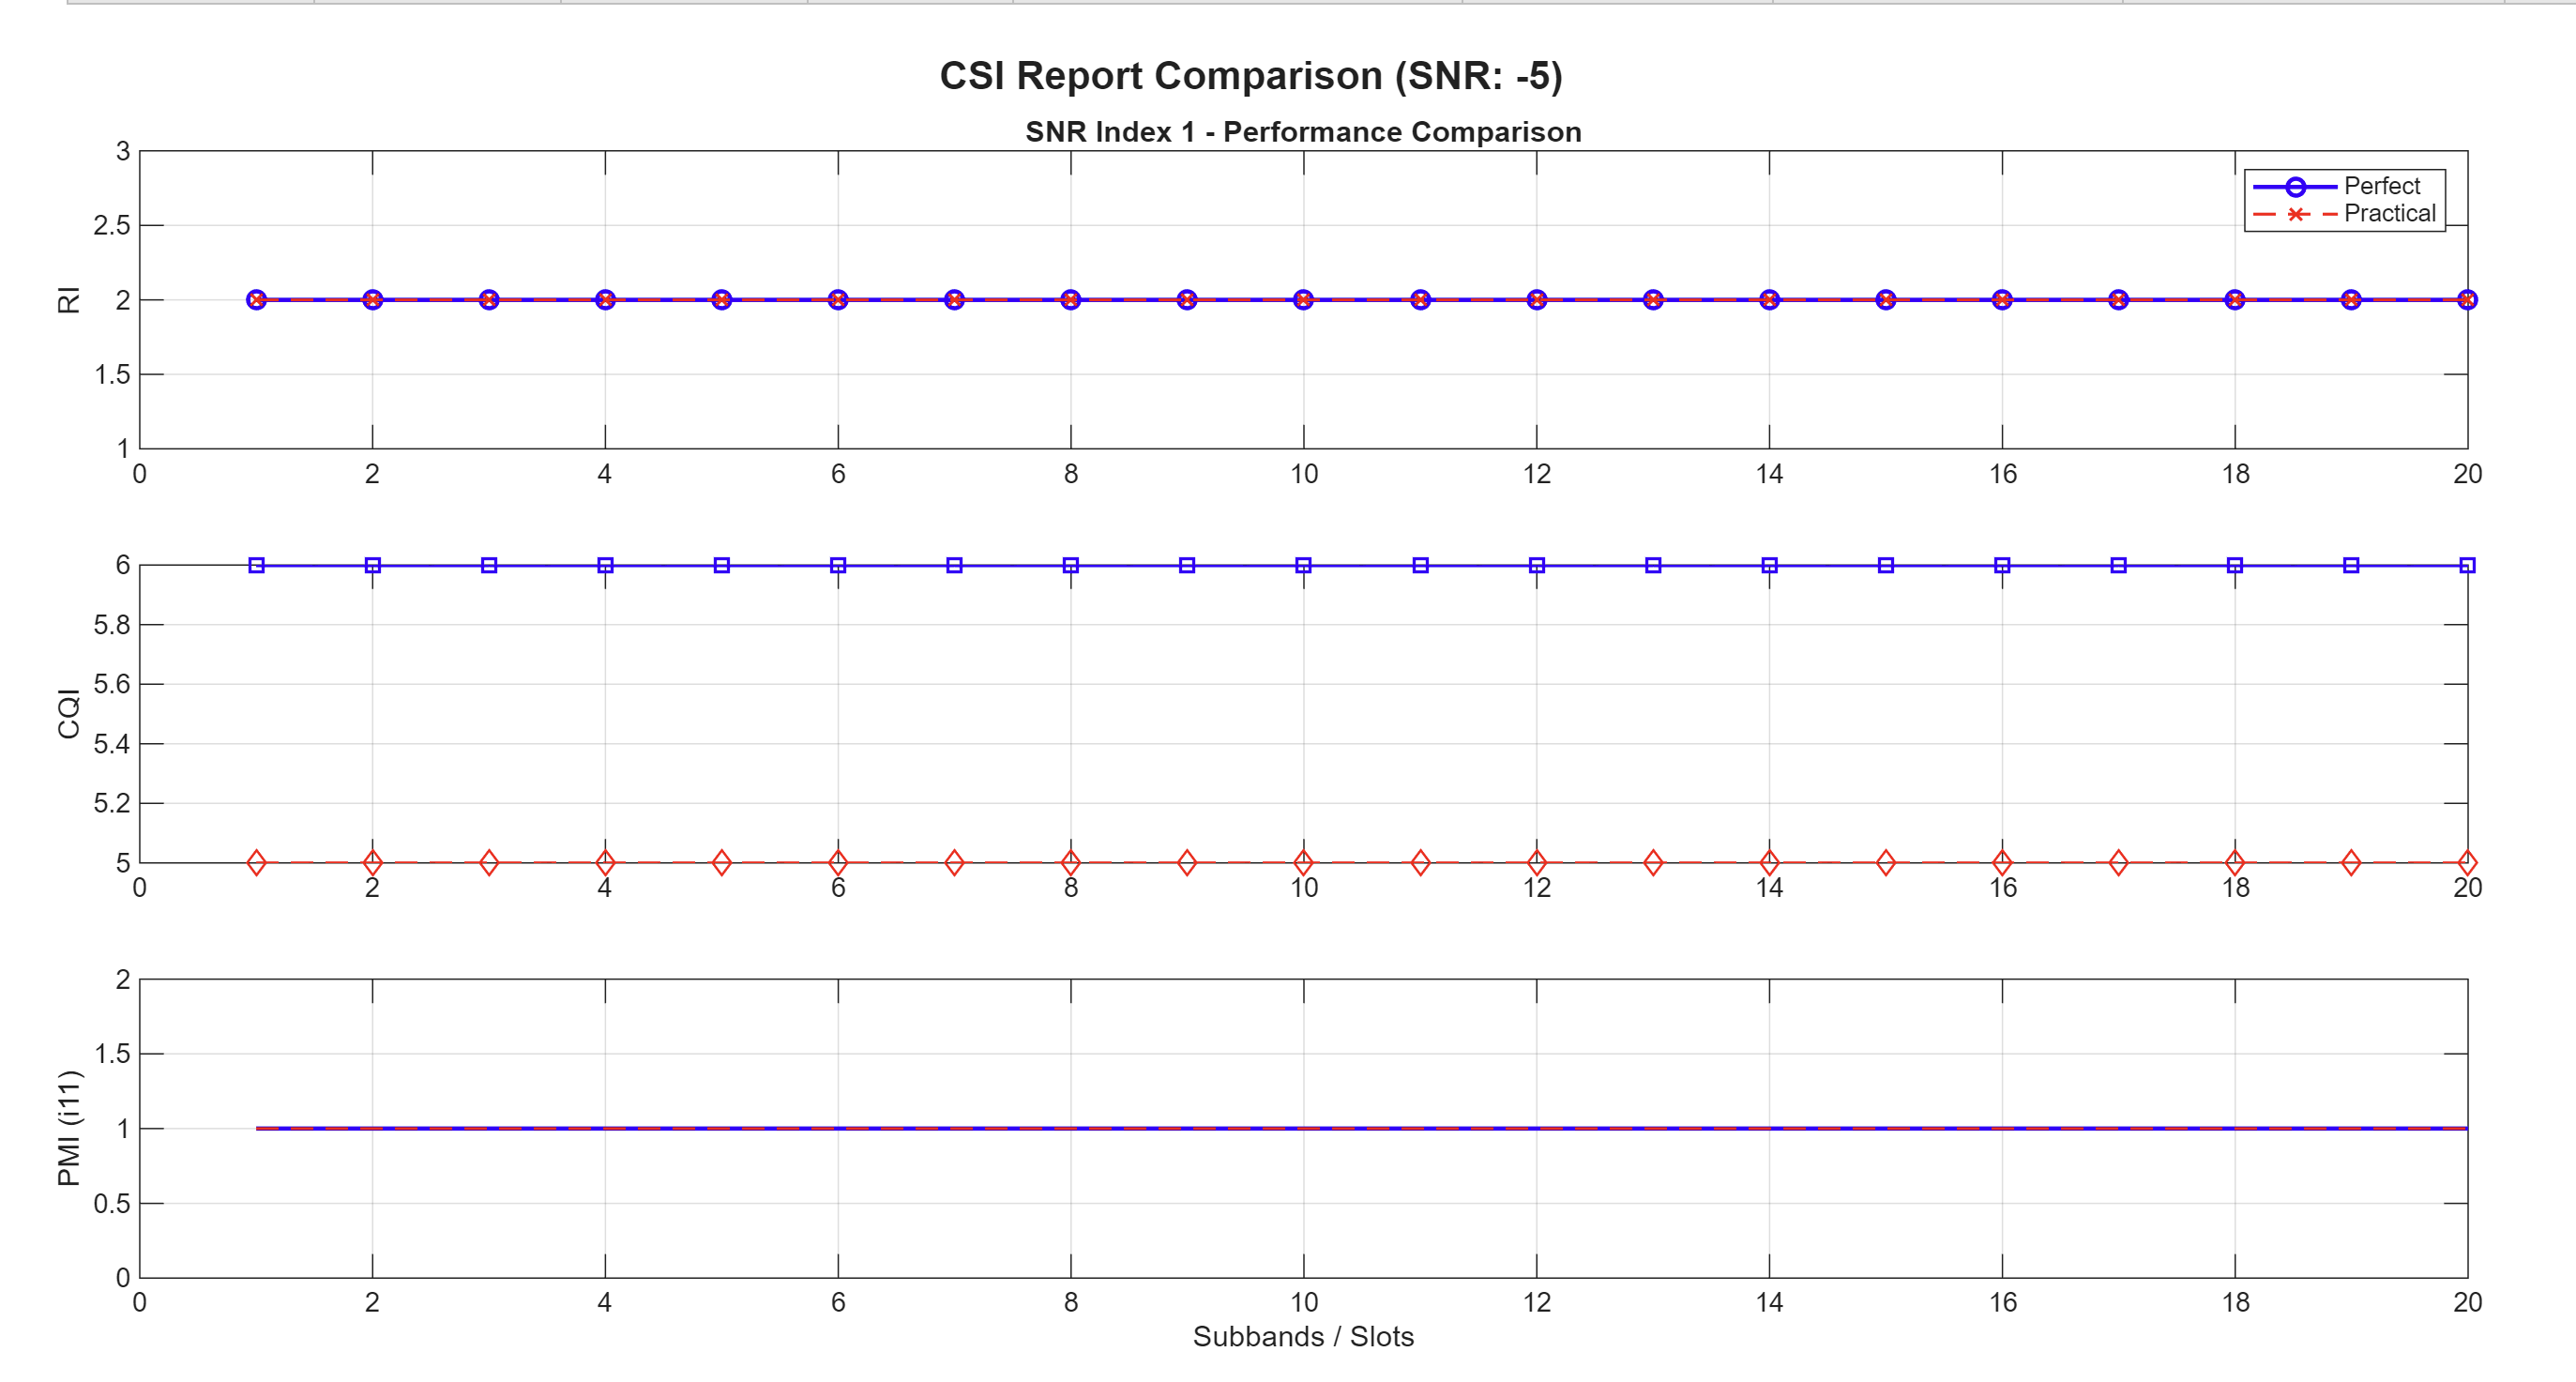 CSI Report Comparison (SNR: -5)
SNR Index 1 - Performance Comparison
3
2.5
2
1.5
1
RI
Perfect
Practical
0 2 4 6 8 10 12 14 16 18 20
6
5.8
5.6
5.4
5.2
5
CQI
0 2 4 6 8 10 12 14 16 18 20
2
1.5
1
0.5
0
PMI (i11)
0 2 4 6 8 10 12 14 16 18 20
Subbands / Slots